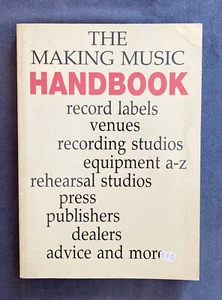 THE
MAKING MUSIC
HANDBOOK
record labels
venues
recording studios
equipment a-z
rehearsal studios
press
publishers
dealers
advice and more